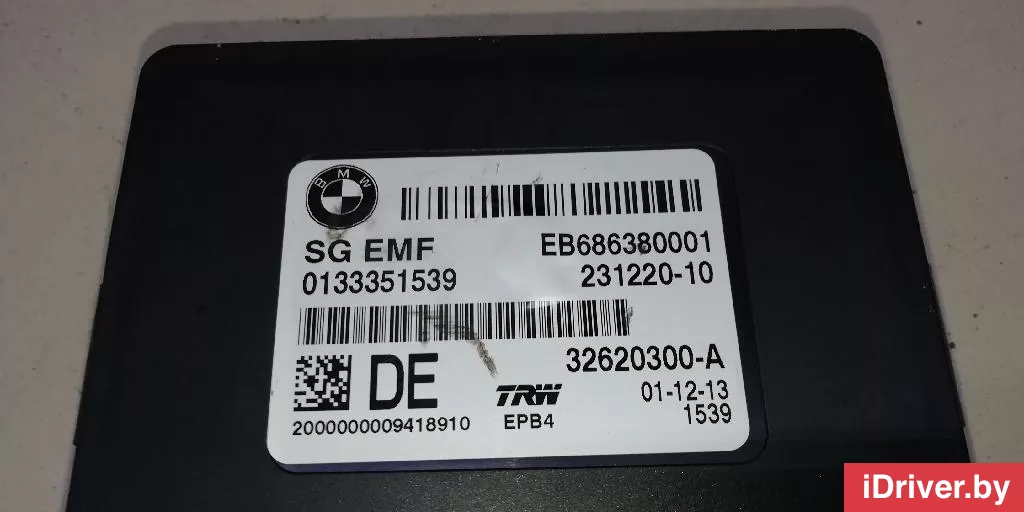 BMW
SG EMF
EB686380001
0133351539
231220-10
32620300-A
DE
TRW
01-12-13
2000000009418910
EPB4
1539
iDriver.by